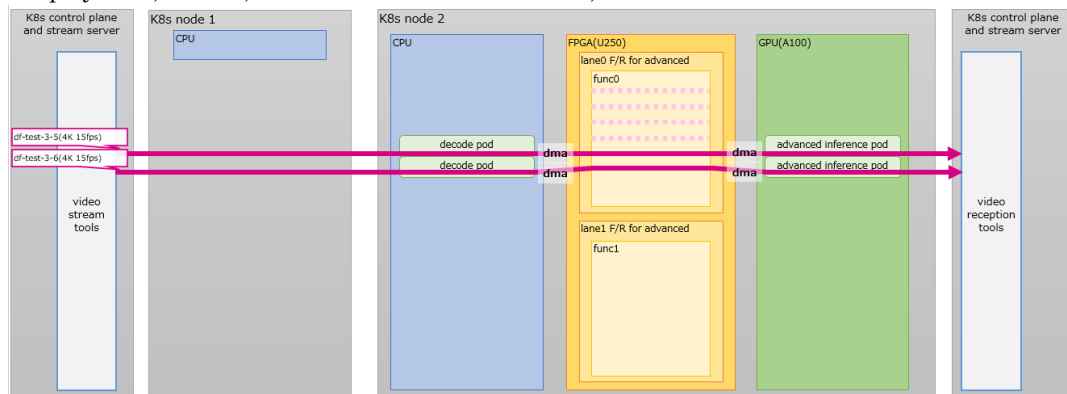 K8s control plane
and stream server
K8s node 1
K8s node 2
K8s control plane
and stream server
CPU
CPU
FPGA(U250)
GPU(A100)
lane0 F/R for advanced
func0
df-test-3-5(4K 15fps)
decode pod
dma
dma
advanced inference pod
df-test-3-6(4K 15fps)
decode pod
dma
dma
advanced inference pod
video
stream
tools
video
reception
tools
lane1 F/R for advanced
func1